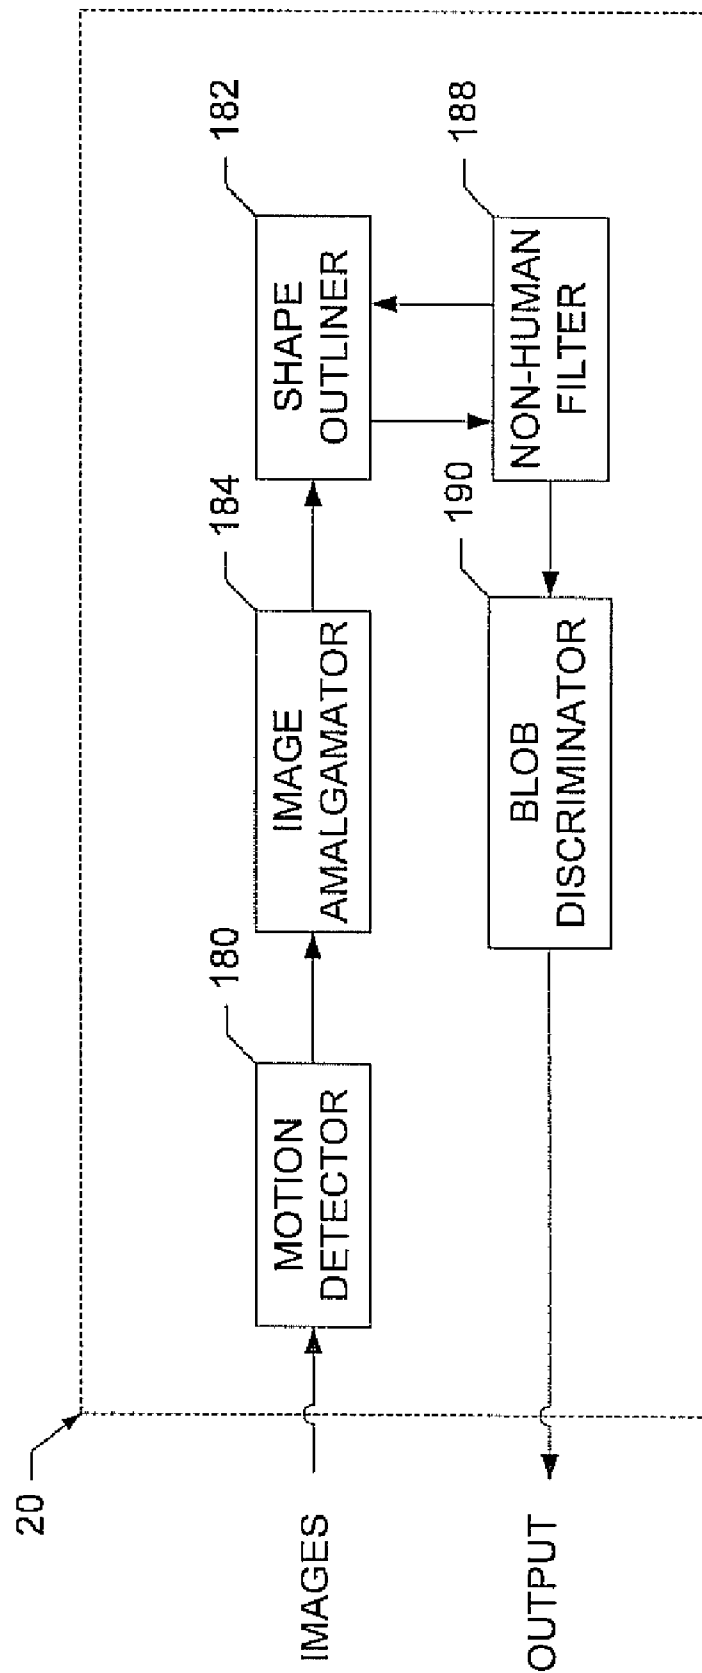 20
IMAGES
MOTION
DETECTOR
180
IMAGE
AMALGAMATOR
184
SHAPE
OUTLINER
182
NON-HUMAN
FILTER
188
BLOB
DISCRIMINATOR
190
OUTPUT